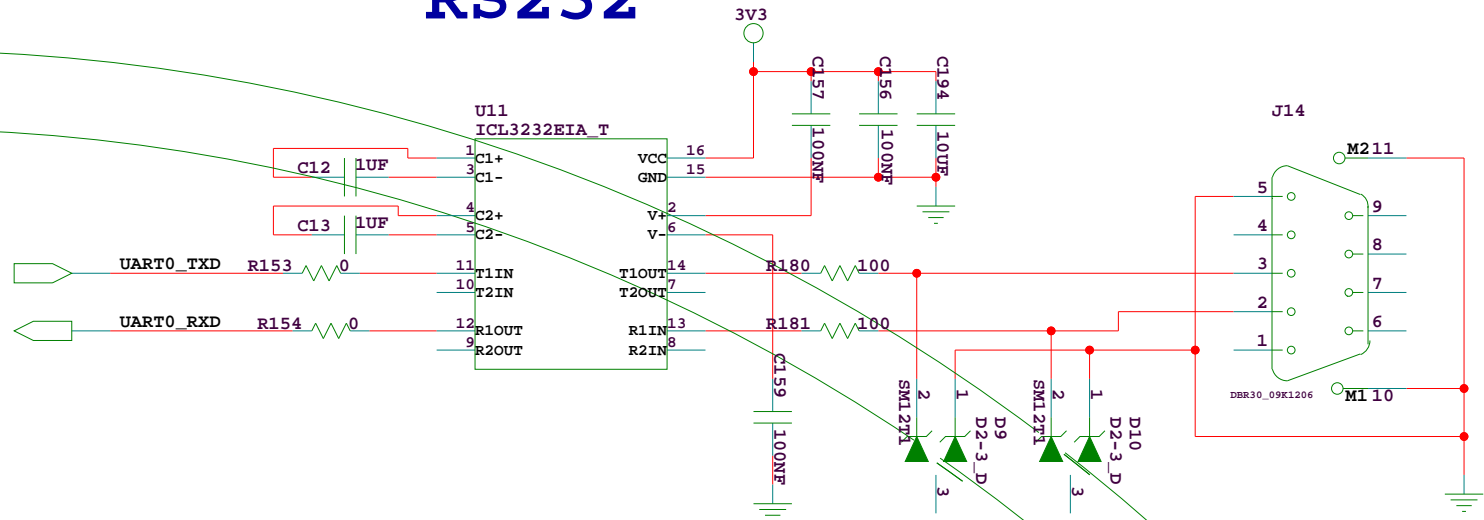 RS232
3V3
C157
100NF
C156
100NF
C194
10UF
U11
ICL3232EIA_T
J14
1 C1+
3 C1-
4 C2+
5 C2-
11 T1IN
10 T2IN
12 R1OUT
9 R2OUT
VCC 16
GND 15
V+ 2
V- 6
T1OUT 14
T2OUT 7
R1IN 13
R2IN 8
C12 1UF
C13 1UF
UART0_TXD R153 0
UART0_RXD R154 0
R180 100
R181 100
C159
100NF
M2 11
5
9
4
8
3
7
2
6
1
DBR30_09K1206
M1 10
SM12T1
2
1
D9
D2-3_D
3
SM12T1
2
1
D10
D2-3_D
3